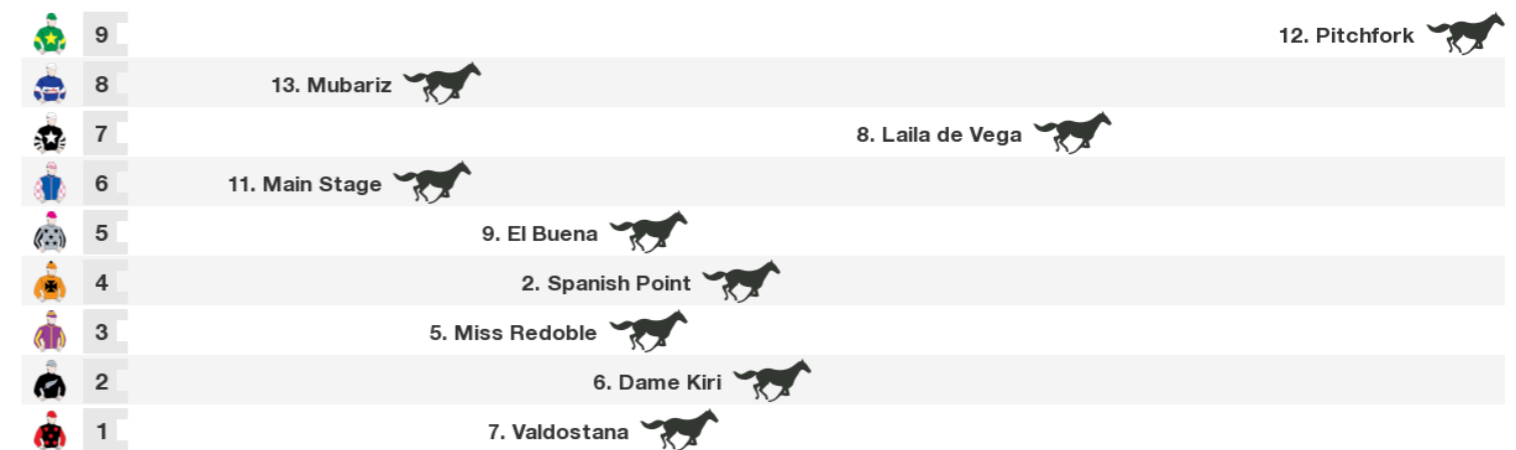 9 12. Pitchfork
8 13. Mubariz
7 8. Laila de Vega
6 11. Main Stage
5 9. El Buena
4 2. Spanish Point
3 5. Miss Redoble
2 6. Dame Kiri
1 7. Valdostana